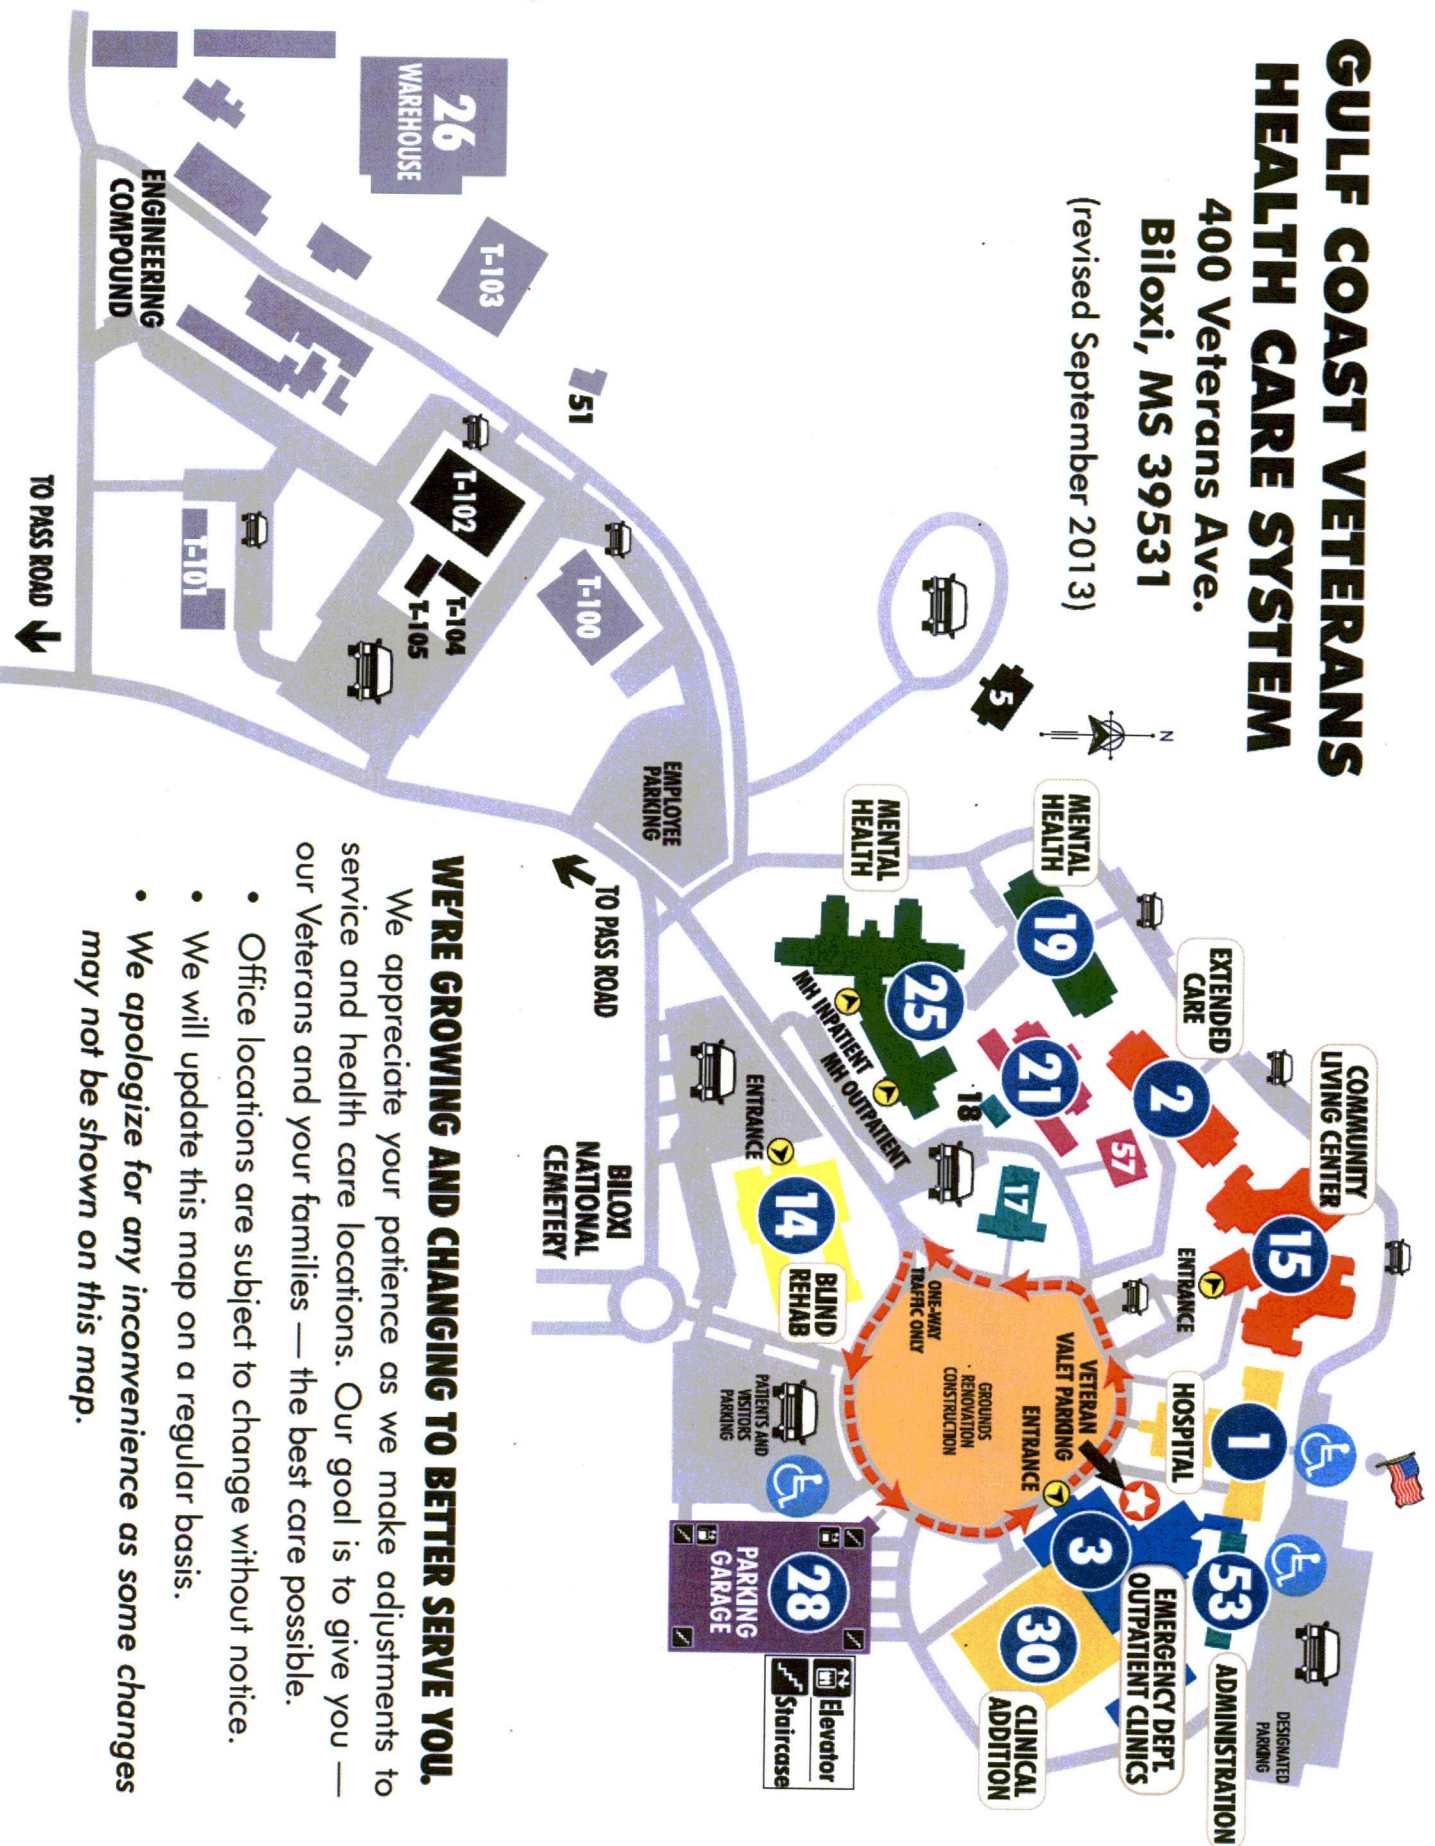 GULF COAST VETERANS
HEALTH CARE SYSTEM
400 Veterans Ave.
Biloxi, MS 39531
(revised September 2013)
N
5
MENTAL
HEALTH
19
MENTAL
HEALTH
25
MH INPATIENT
MH OUTPATIENT
EXTENDED
CARE
2
21
57
18
17
COMMUNITY
LIVING CENTER
15
ENTRANCE
HOSPITAL
1
VETERAN
VALET PARKING
ENTRANCE
53
ADMINISTRATION
DESIGNATED
PARKING
3
EMERGENCY DEPT.
OUTPATIENT CLINICS
30
CLINICAL
ADDITION
GROUNDS
RENOVATION
CONSTRUCTION
ONE-WAY
TRAFFIC ONLY
ENTRANCE
14
BLIND
REHAB
PATIENTS AND
VISITORS
PARKING
28
PARKING
GARAGE
Elevator
Staircase
26
WAREHOUSE
T-103
51
ENGINEERING
COMPOUND
T-102
T-104
T-105
T-100
T-101
EMPLOYEE
PARKING
TO PASS ROAD
TO PASS ROAD
BILOXI
NATIONAL
CEMETERY
WE'RE GROWING AND CHANGING TO BETTER SERVE YOU.
We appreciate your patience as we make adjustments to
service and health care locations. Our goal is to give you —
our Veterans and your families — the best care possible.
• Office locations are subject to change without notice.
• We will update this map on a regular basis.
• We apologize for any inconvenience as some changes
may not be shown on this map.